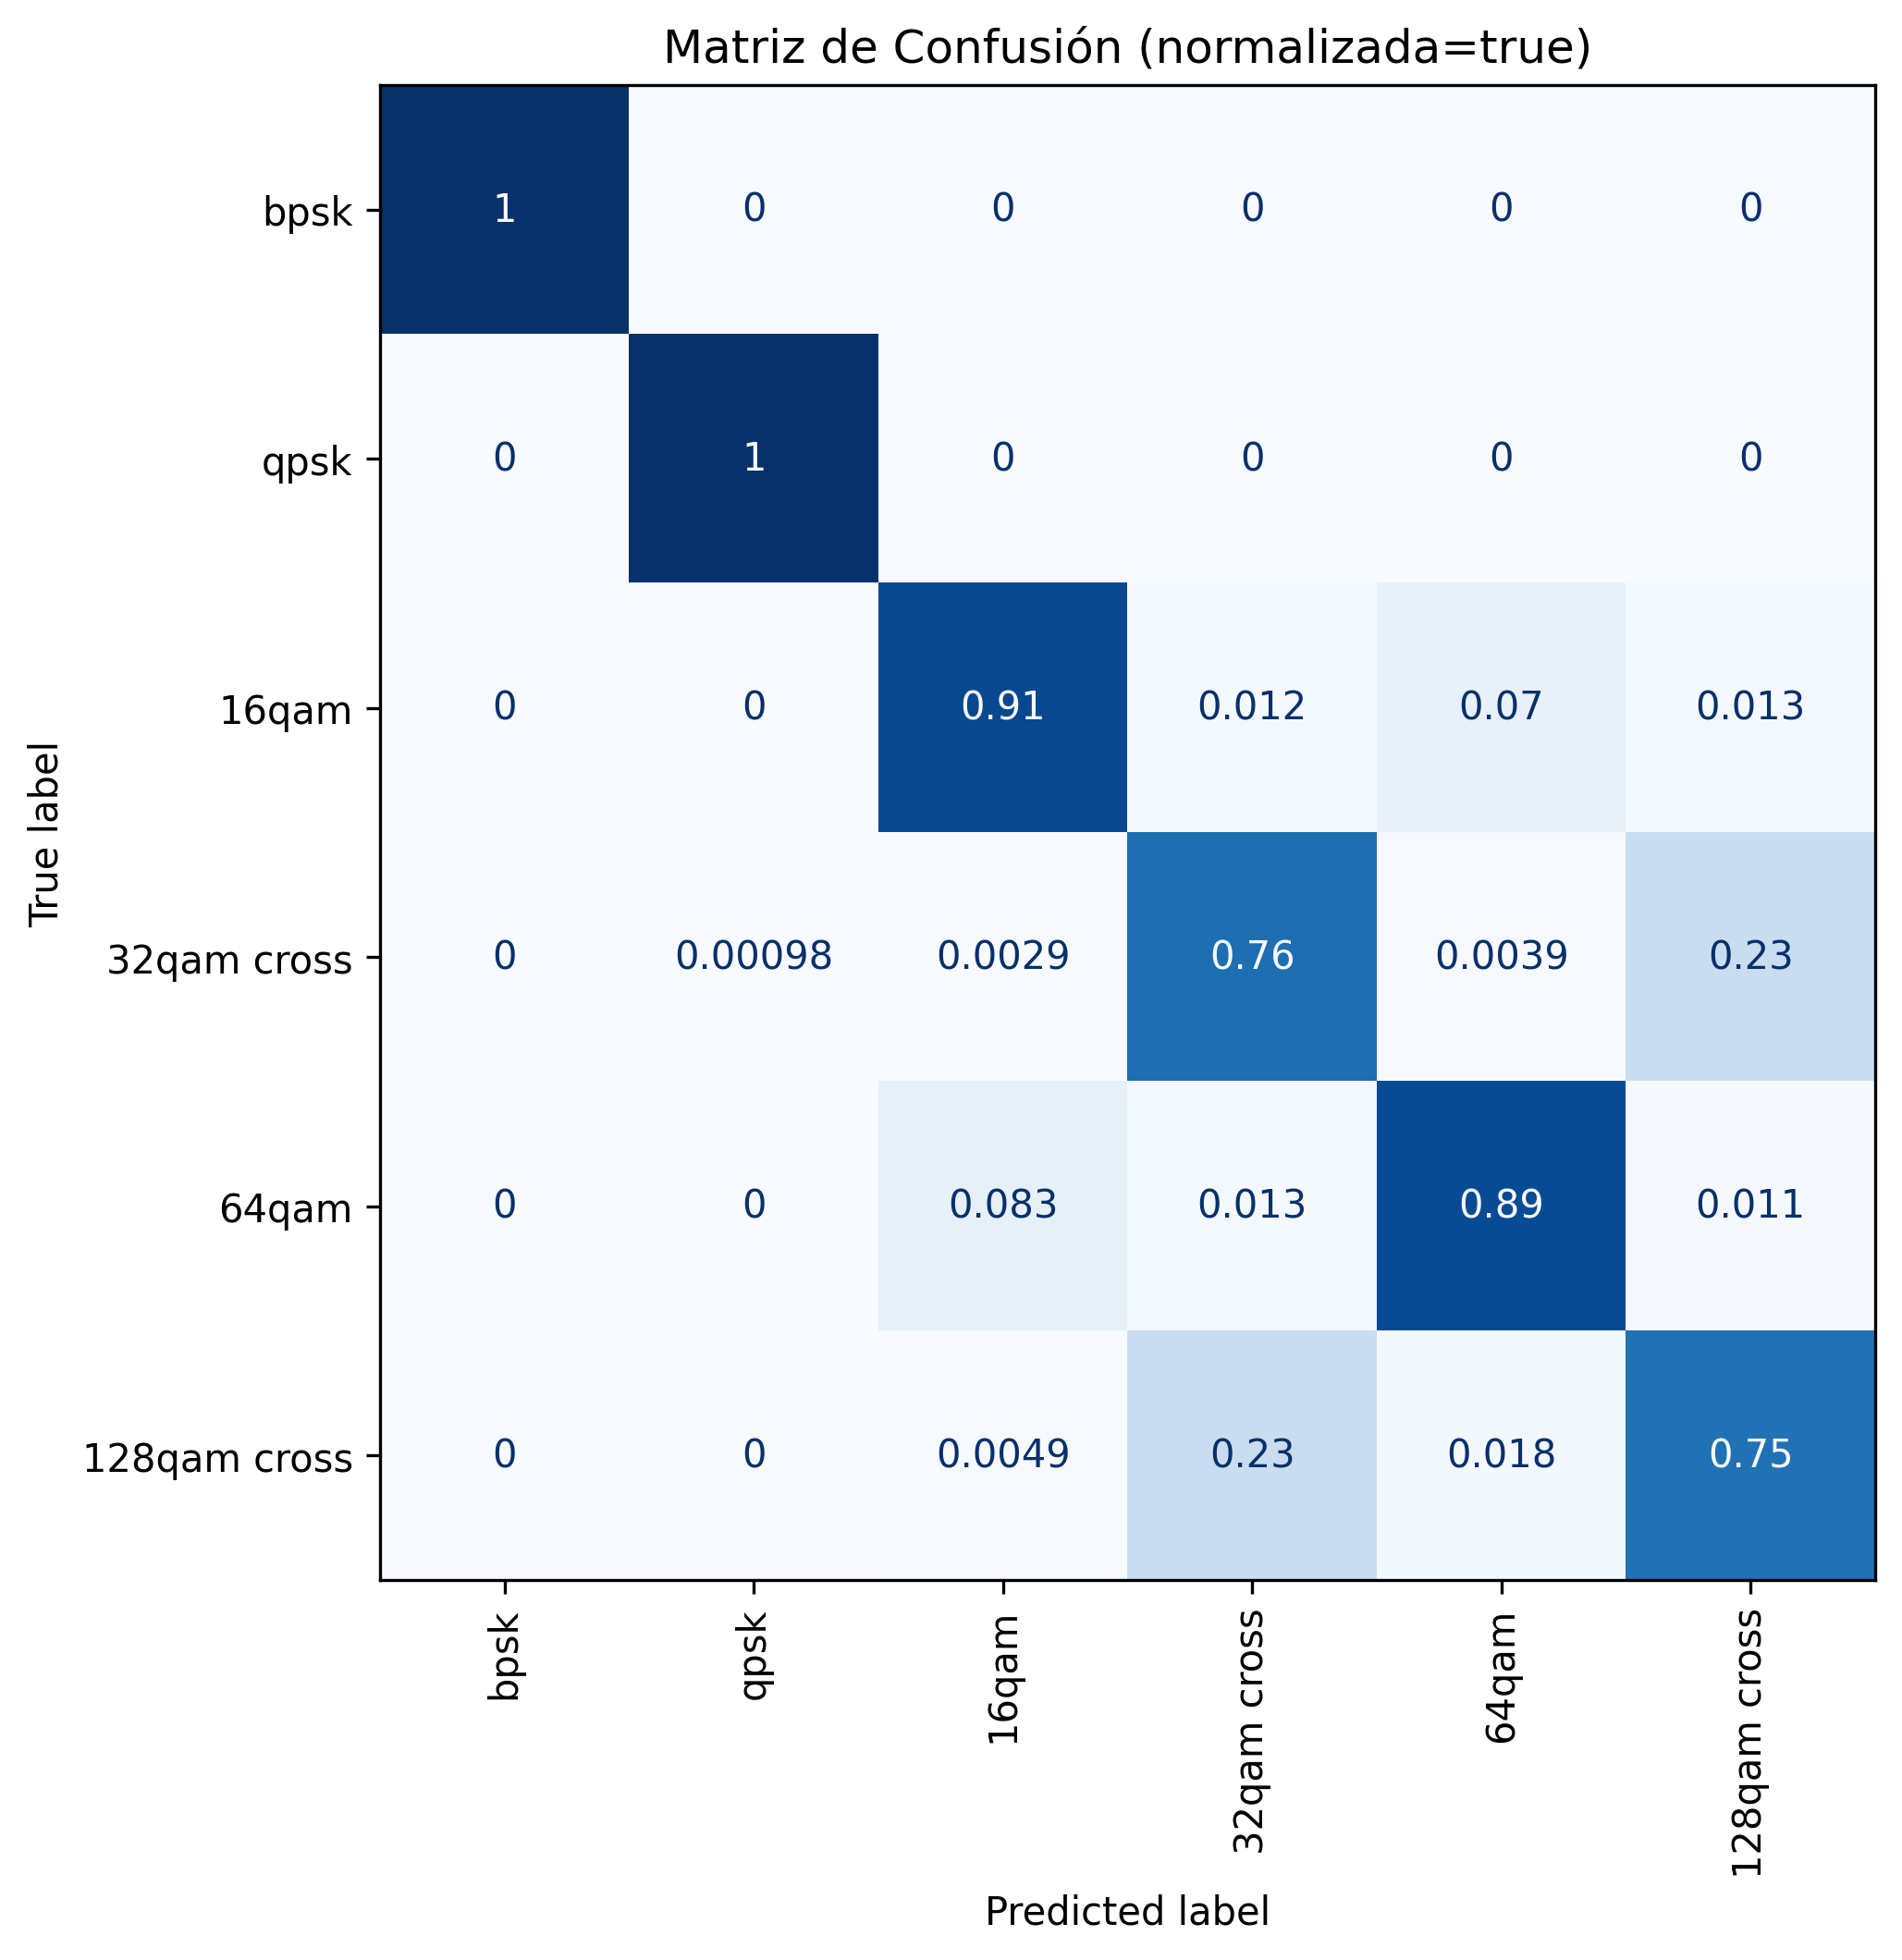 Matriz de Confusión (normalizada=true)
True label
bpsk 1 0 0 0 0 0
qpsk 0 1 0 0 0 0
16qam 0 0 0.91 0.012 0.07 0.013
32qam cross 0 0.00098 0.0029 0.76 0.0039 0.23
64qam 0 0 0.083 0.013 0.89 0.011
128qam cross 0 0 0.0049 0.23 0.018 0.75
bpsk qpsk 16qam 32qam cross 64qam 128qam cross
Predicted label